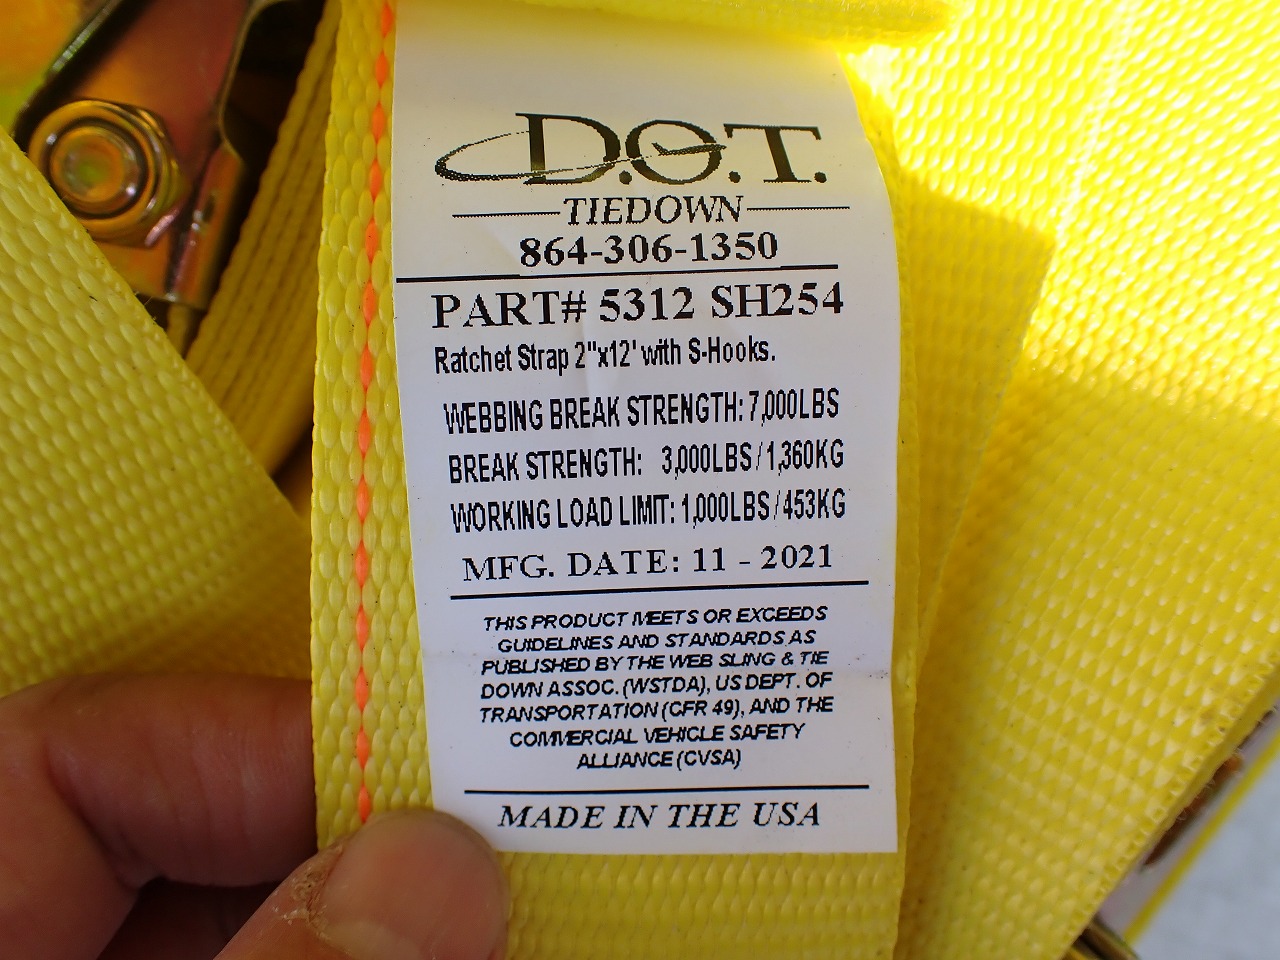 D.O.T.
TIEDOWN
864-306-1350
PART# 5312 SH254
Ratchet Strap 2"x12' with S-Hooks.
WEBBING BREAK STRENGTH: 7,000LBS
BREAK STRENGTH: 3,000LBS/1,360KG
WORKING LOAD LIMIT: 1,000LBS/453KG
MFG. DATE: 11 - 2021
THIS PRODUCT MEETS OR EXCEEDS
GUIDELINES AND STANDARDS AS
PUBLISHED BY THE WEB SLING & TIE
DOWN ASSOC. (WSTDA), US DEPT. OF
TRANSPORTATION (CFR 49), AND THE
COMMERCIAL VEHICLE SAFETY
ALLIANCE (CVSA)
MADE IN THE USA